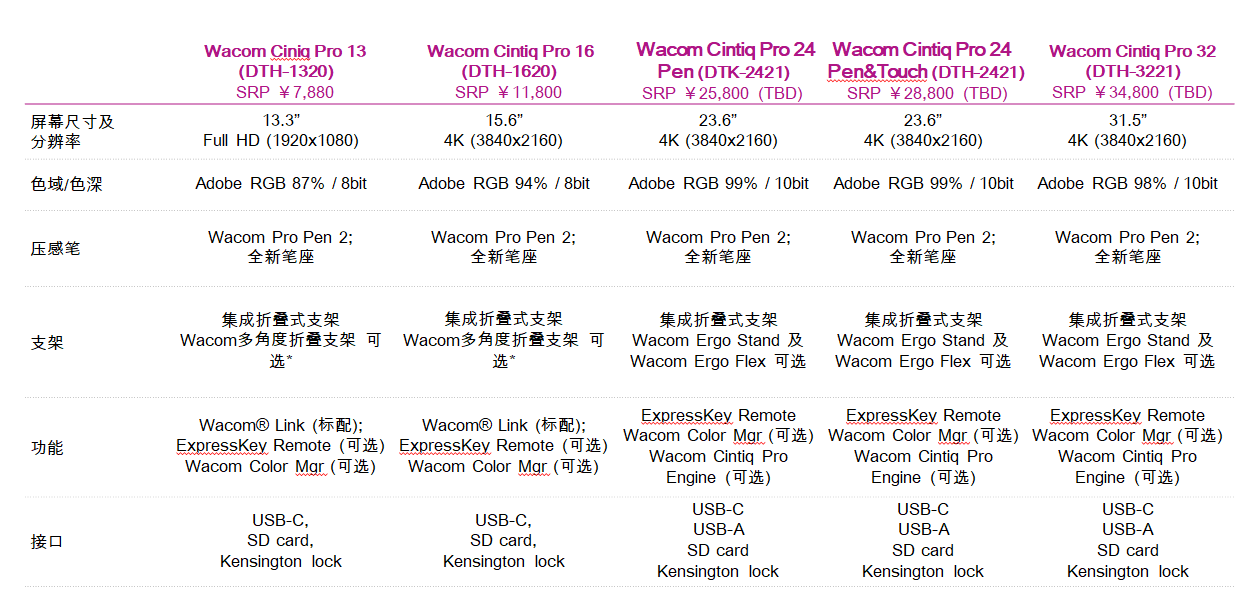 Wacom Ciniq Pro 13
(DTH-1320)
SRP ￥7,880
Wacom Cintiq Pro 16
(DTH-1620)
SRP ￥11,800
Wacom Cintiq Pro 24
Pen (DTK-2421)
SRP ￥25,800 (TBD)
Wacom Cintiq Pro 24
Pen&Touch (DTH-2421)
SRP ￥28,800 (TBD)
Wacom Cintiq Pro 32
(DTH-3221)
SRP ￥34,800 (TBD)
屏幕尺寸及
分辨率
13.3”
Full HD (1920x1080)
15.6”
4K (3840x2160)
23.6”
4K (3840x2160)
23.6”
4K (3840x2160)
31.5”
4K (3840x2160)
色域/色深
Adobe RGB 87% / 8bit
Adobe RGB 94% / 8bit
Adobe RGB 99% / 10bit
Adobe RGB 99% / 10bit
Adobe RGB 98% / 10bit
压感笔
Wacom Pro Pen 2;
全新笔座
Wacom Pro Pen 2;
全新笔座
Wacom Pro Pen 2;
全新笔座
Wacom Pro Pen 2;
全新笔座
Wacom Pro Pen 2;
全新笔座
支架
集成折叠式支架
Wacom多角度折叠支架 可
选*
集成折叠式支架
Wacom多角度折叠支架 可
选*
集成折叠式支架
Wacom Ergo Stand 及
Wacom Ergo Flex 可选
集成折叠式支架
Wacom Ergo Stand 及
Wacom Ergo Flex 可选
集成折叠式支架
Wacom Ergo Stand 及
Wacom Ergo Flex 可选
功能
Wacom® Link (标配);
ExpressKey Remote (可选)
Wacom Color Mgr (可选)
Wacom® Link (标配);
ExpressKey Remote (可选)
Wacom Color Mgr (可选)
ExpressKey Remote
Wacom Color Mgr (可选)
Wacom Cintiq Pro
Engine (可选)
ExpressKey Remote
Wacom Color Mgr (可选)
Wacom Cintiq Pro
Engine (可选)
ExpressKey Remote
Wacom Color Mgr (可选)
Wacom Cintiq Pro
Engine (可选)
接口
USB-C,
SD card,
Kensington lock
USB-C,
SD card,
Kensington lock
USB-C
USB-A
SD card
Kensington lock
USB-C
USB-A
SD card
Kensington lock
USB-C
USB-A
SD card
Kensington lock